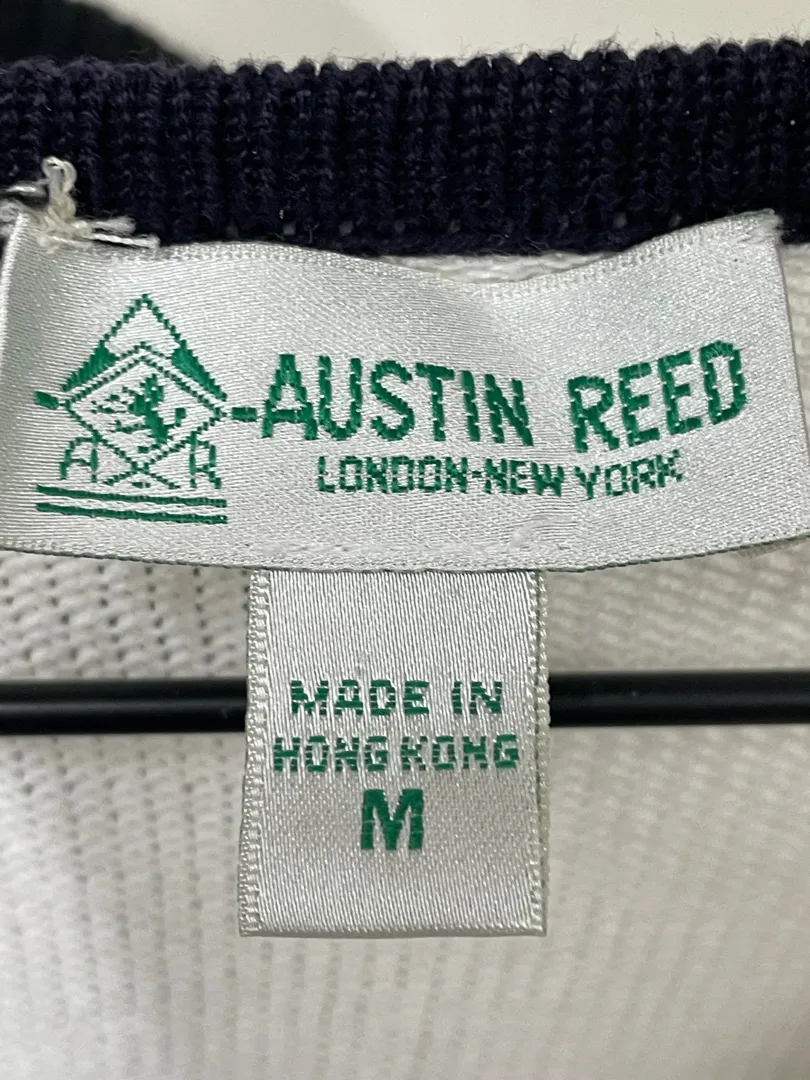 AUSTIN REED
LONDON-NEW YORK
A R
MADE IN
HONG KONG
M